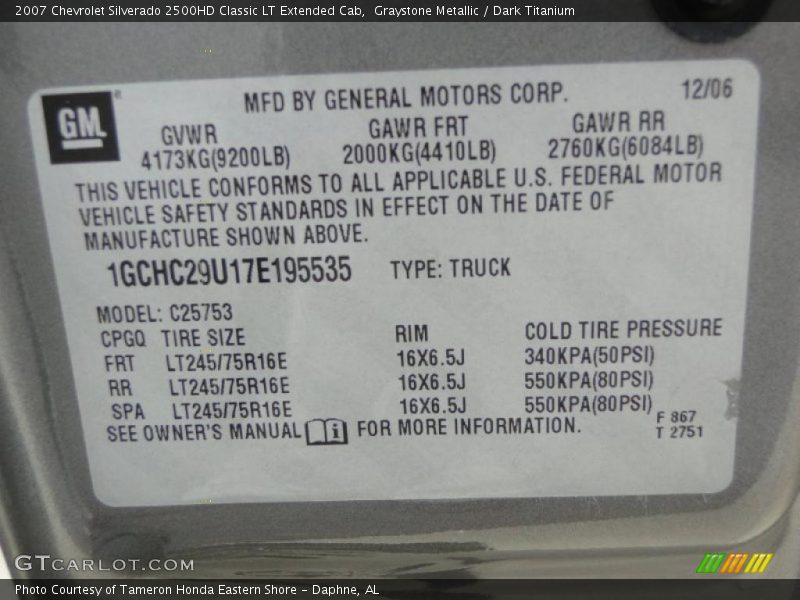 2007 Chevrolet Silverado 2500HD Classic LT Extended Cab,  Graystone Metallic / Dark Titanium
GM ®
MFD BY GENERAL MOTORS CORP. 12/06
GVWR GAWR FRT GAWR RR
4173KG(9200LB) 2000KG(4410LB) 2760KG(6084LB)
THIS VEHICLE CONFORMS TO ALL APPLICABLE U.S. FEDERAL MOTOR
VEHICLE SAFETY STANDARDS IN EFFECT ON THE DATE OF
MANUFACTURE SHOWN ABOVE.
1GCHC29U17E195535 TYPE: TRUCK
MODEL: C25753
CPGQ TIRE SIZE RIM COLD TIRE PRESSURE
FRT LT245/75R16E 16X6.5J 340KPA(50PSI)
RR LT245/75R16E 16X6.5J 550KPA(80PSI)
SPA LT245/75R16E 16X6.5J 550KPA(80PSI)
SEE OWNER'S MANUAL i FOR MORE INFORMATION.
F 867
T 2751
GTCARLOT.COM
Photo Courtesy of Tameron Honda Eastern Shore – Daphne, AL